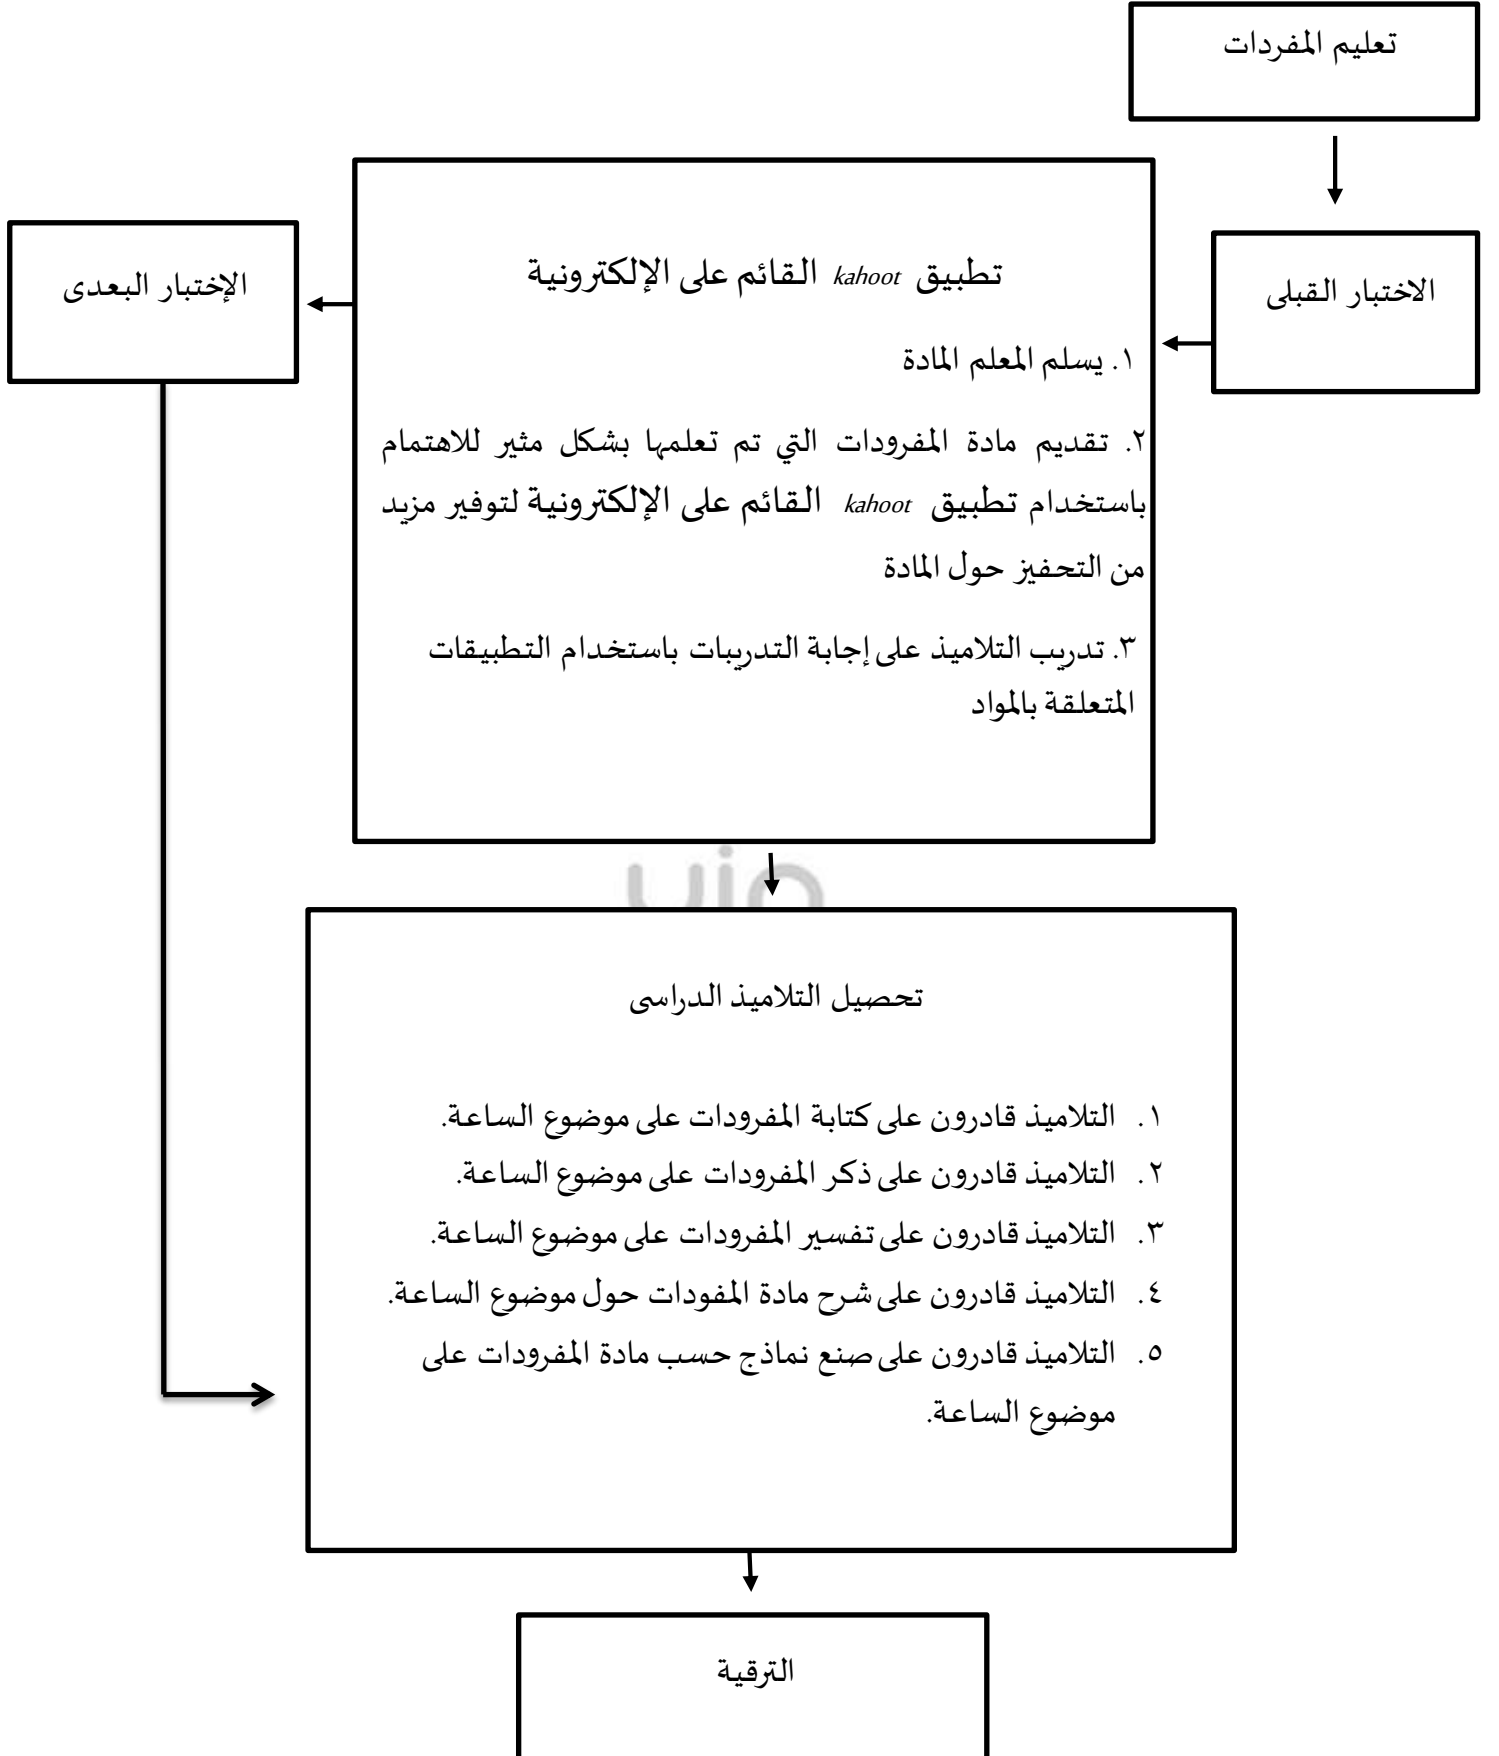 تعليم المفردات
الاختبار القبلى
تطبيق kahoot القائم على الإلكترونية
١. يسلم المعلم المادة
٢. تقديم مادة المفرودات التي تم تعلمها بشكل مثير للاهتمام
باستخدام تطبيق kahoot القائم على الإلكترونية لتوفير مزيد
من التحفيز حول المادة
٣. تدريب التلاميذ على إجابة التدريبات باستخدام التطبيقات
المتعلقة بالمواد
الإختبار البعدى
تحصيل التلاميذ الدراسى
١. التلاميذ قادرون على كتابة المفرودات على موضوع الساعة.
٢. التلاميذ قادرون على ذكر المفرودات على موضوع الساعة.
٣. التلاميذ قادرون على تفسير المفرودات على موضوع الساعة.
٤. التلاميذ قادرون على شرح مادة المفودات حول موضوع الساعة.
٥. التلاميذ قادرون على صنع نماذج حسب مادة المفرودات على
موضوع الساعة.
الترقية